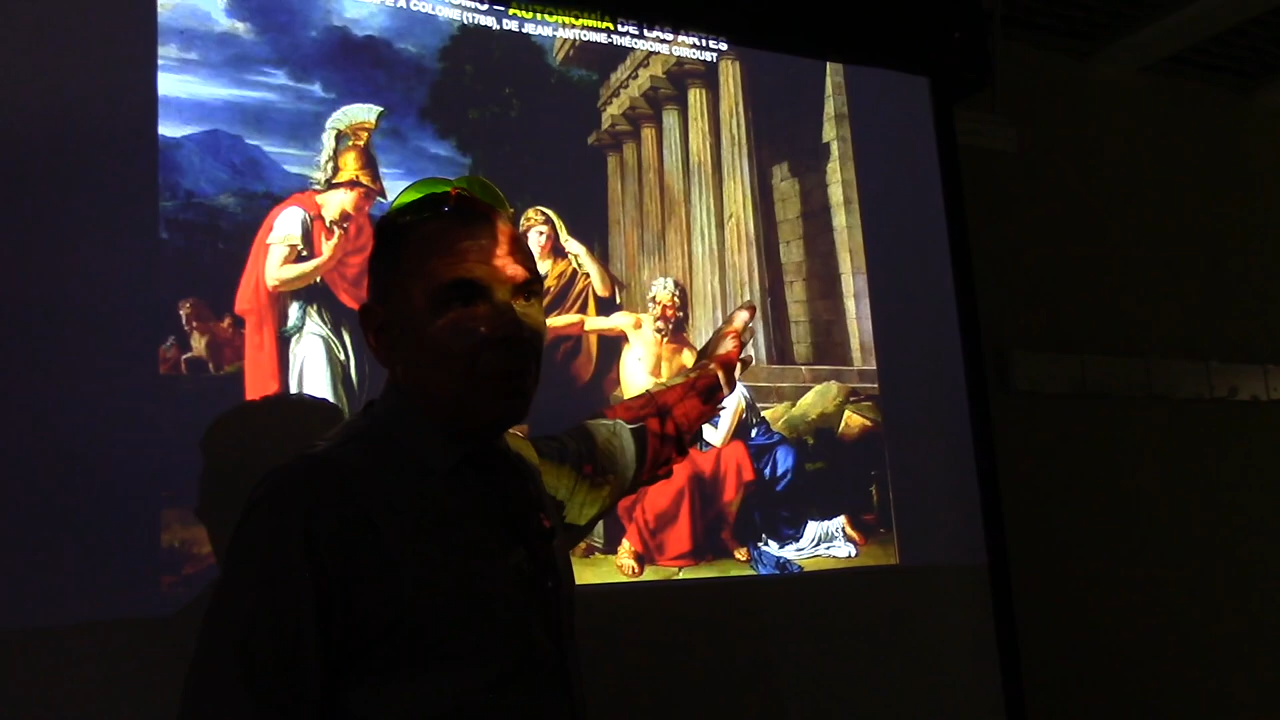 – AUTONOMÍA DE LAS ARTES
A COLONE (1788), DE JEAN-ANTOINE-THÉODORE GIROUST